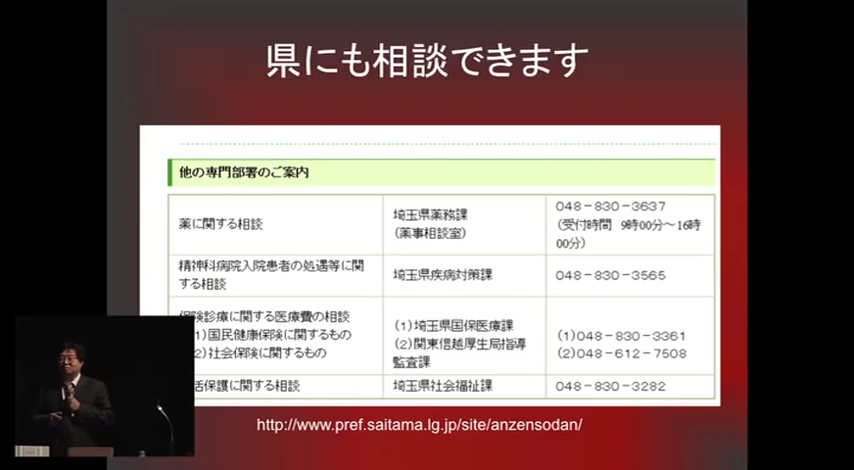 県にも相談できます
他の専門部署のご案内
薬に関する相談
埼玉県薬務課
（薬事相談室）
048－830－3637
（受付時間　9時00分～16時
00分）
精神科病院入院患者の処遇等に関
する相談
埼玉県疾病対策課
048－830－3565
保険診療に関する医療費の相談
1）国民健康保険に関するもの
2）社会保険に関するもの
（1）埼玉県国保医療課
（2）関東信越厚生局指導
監査課
（1）048－830－3361
（2）048－612－7508
活保護に関する相談
埼玉県社会福祉課
048－830－3282
http://www.pref.saitama.lg.jp/site/anzensodan/